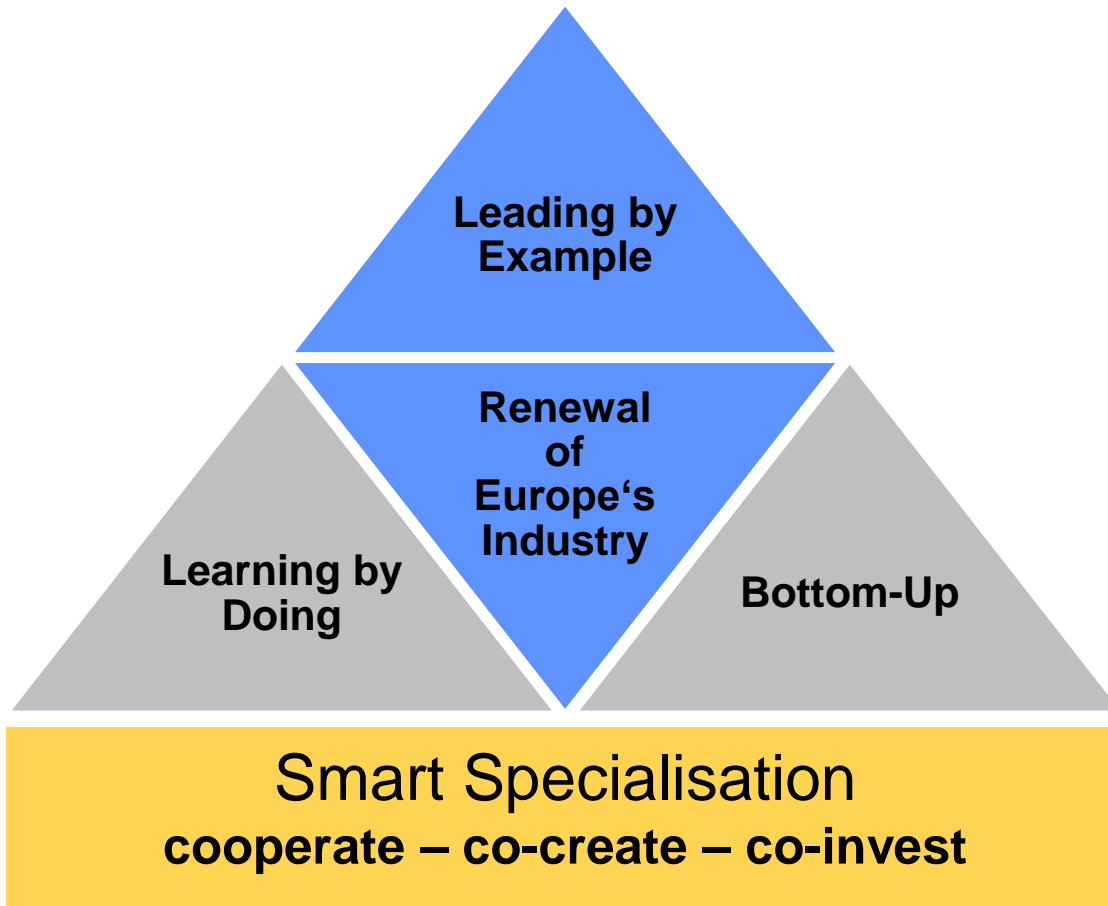 Leading by
Example
Renewal
of
Europe‘s
Industry
Learning by
Doing
Bottom-Up
Smart Specialisation
cooperate – co-create – co-invest